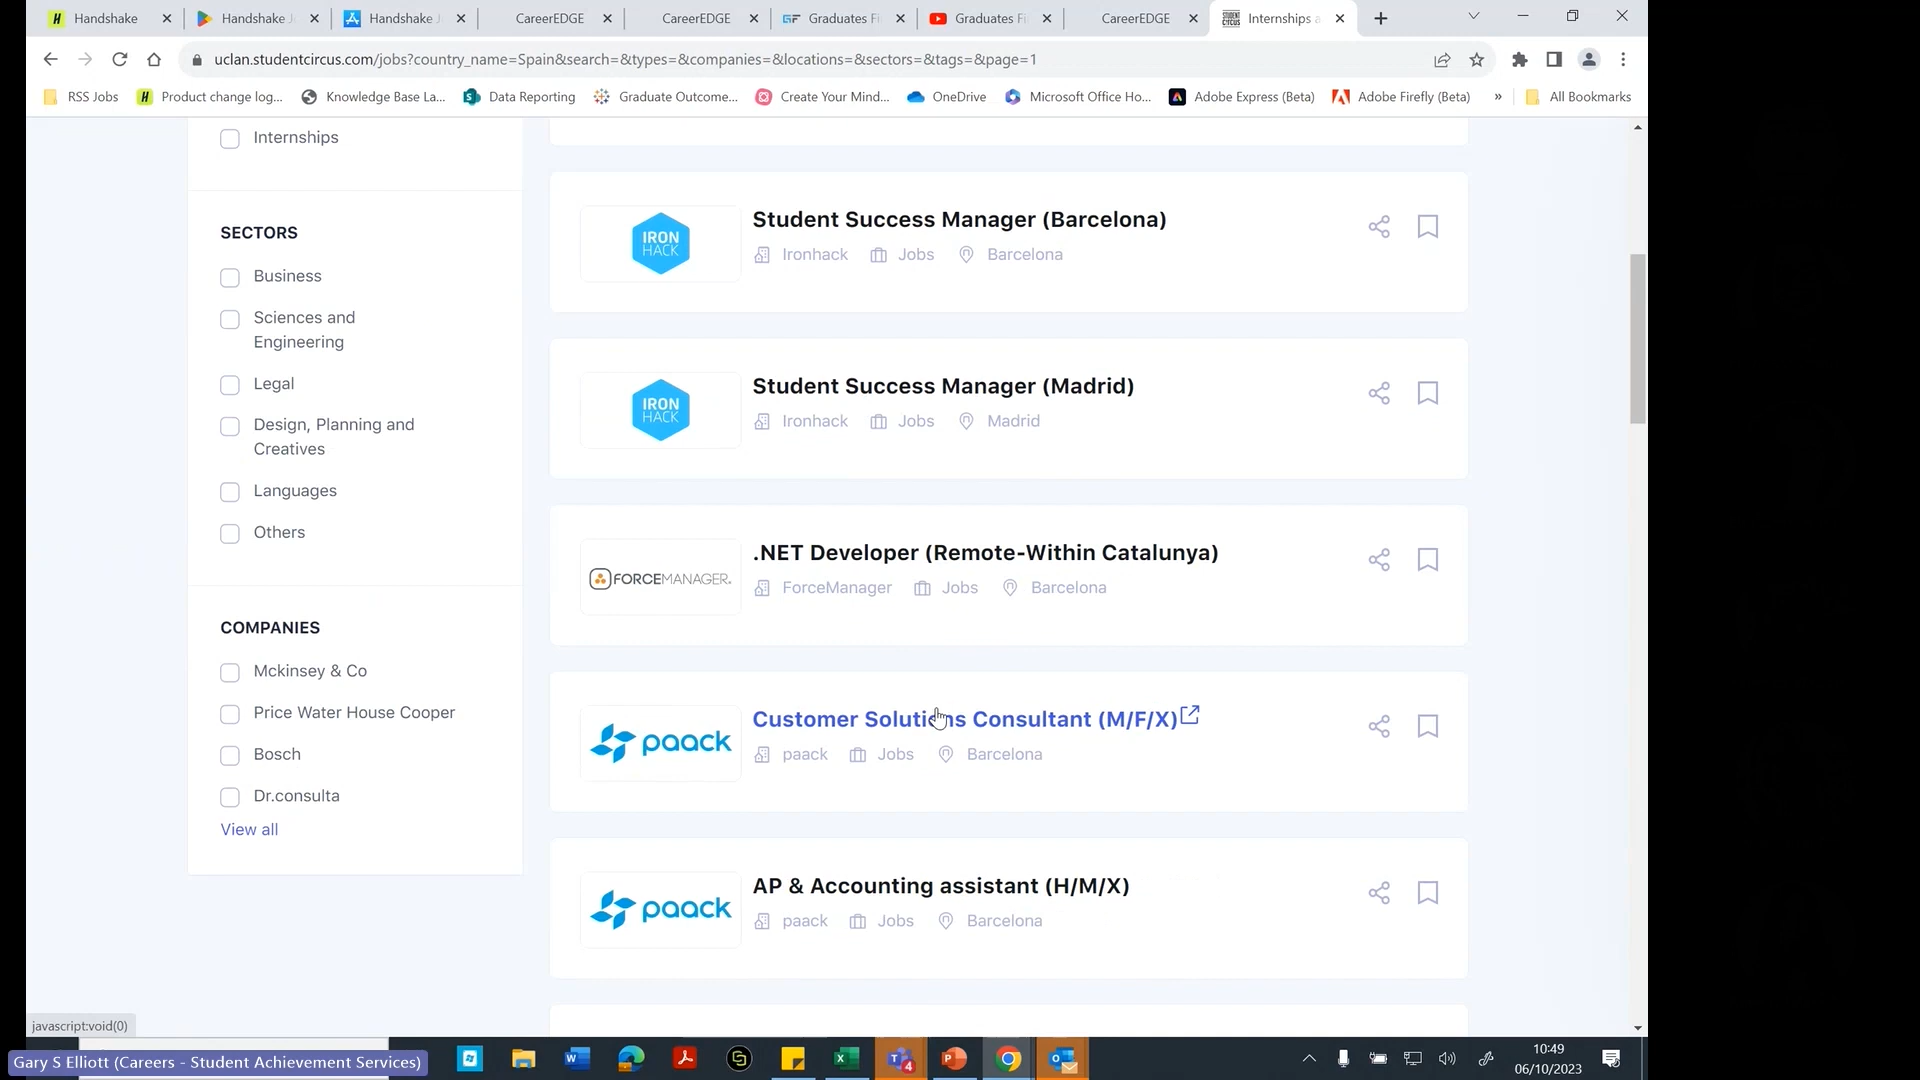 Handshake
Handshake J
Handshake J
CareerEDGE
CareerEDGE
GF Graduates Fi
Graduates Fi
CareerEDGE
Internships a
uclan.studentcircus.com/jobs?country_name=Spain&search=&types=&companies=&locations=&sectors=&tags=&page=1
RSS Jobs
Product change log...
Knowledge Base La...
Data Reporting
Graduate Outcome...
Create Your Mind...
OneDrive
Microsoft Office Ho...
Adobe Express (Beta)
Adobe Firefly (Beta)
»
All Bookmarks
Internships
SECTORS
Business
Sciences and
Engineering
Legal
Design, Planning and
Creatives
Languages
Others
COMPANIES
Mckinsey & Co
Price Water House Cooper
Bosch
Dr.consulta
View all
IRON
HACK
Student Success Manager (Barcelona)
Ironhack Jobs Barcelona
IRON
HACK
Student Success Manager (Madrid)
Ironhack Jobs Madrid
FORCEMANAGER.
.NET Developer (Remote-Within Catalunya)
ForceManager Jobs Barcelona
paack
Customer Solutions Consultant (M/F/X)
paack Jobs Barcelona
paack
AP & Accounting assistant (H/M/X)
paack Jobs Barcelona
javascript:void(0)
Gary S Elliott (Careers - Student Achievement Services)
4
10:49
06/10/2023